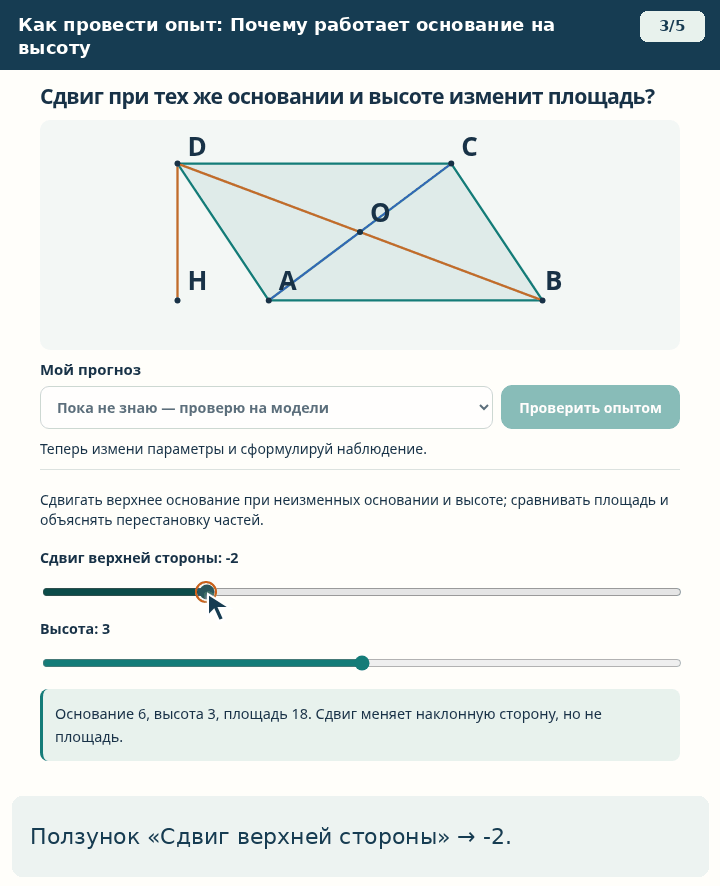 Как провести опыт: Почему работает основание на
высоту
3/5
Сдвиг при тех же основании и высоте изменит площадь?
D
C
O
H
A
B
Мой прогноз
Пока не знаю — проверю на модели
Проверить опытом
Теперь измени параметры и сформулируй наблюдение.
Сдвигать верхнее основание при неизменных основании и высоте; сравнивать площадь и
объяснять перестановку частей.
Сдвиг верхней стороны: -2
Высота: 3
Основание 6, высота 3, площадь 18. Сдвиг меняет наклонную сторону, но не
площадь.
Ползунок «Сдвиг верхней стороны» → -2.